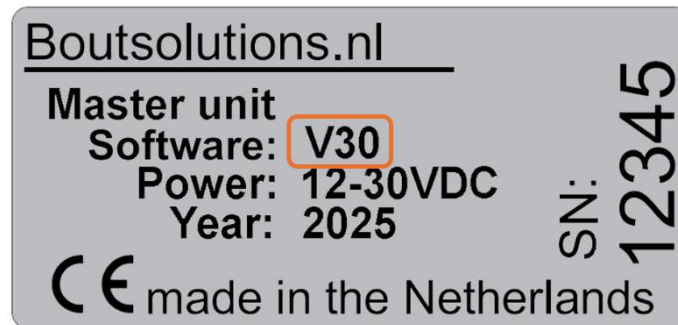 Boutsolutions.nl
Master unit
Software: V30
Power: 12-30VDC
Year: 2025
SN: 12345
CE made in the Netherlands